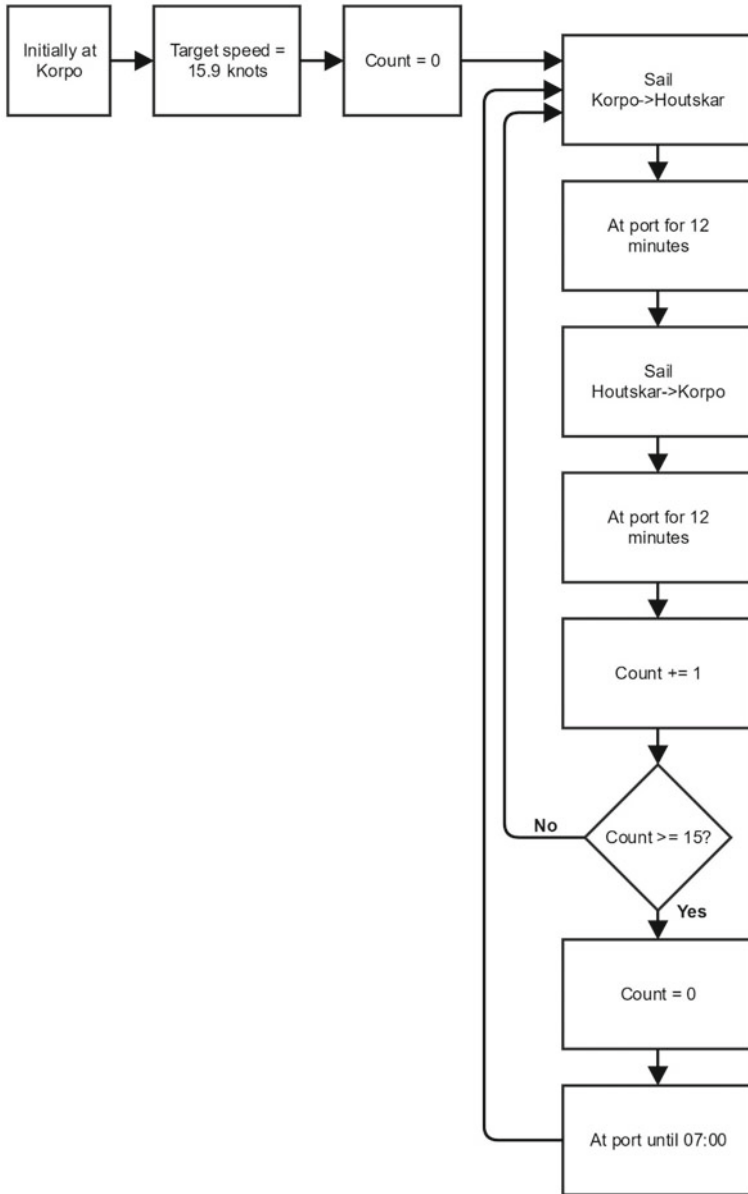 Initially at
Korpo
Target speed =
15.9 knots
Count = 0
Sail
Korpo->Houtskar
At port for 12
minutes
Sail
Houtskar->Korpo
At port for 12
minutes
Count += 1
Count >= 15?
No
Yes
Count = 0
At port until 07:00